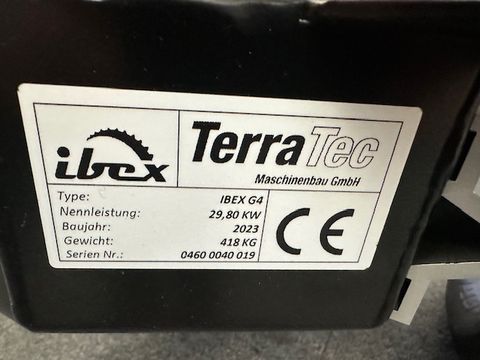 ibex
TerraTec
Maschinenbau GmbH
Type: IBEX G4
Nennleistung: 29,80 KW
Baujahr: 2023
Gewicht: 418 KG
Serien Nr.: 0460 0040 019
CE